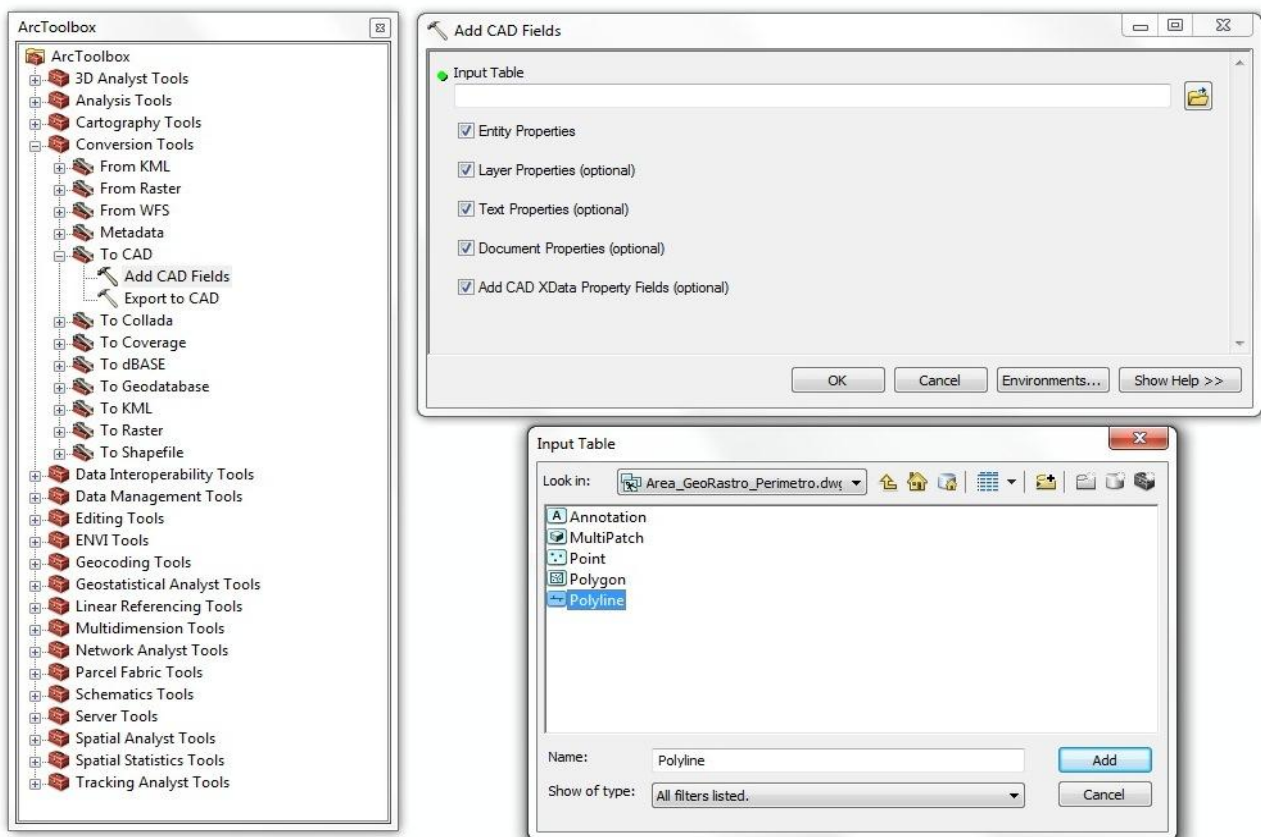 ArcToolbox
ArcToolbox
3D Analyst Tools
Analysis Tools
Cartography Tools
Conversion Tools
From KML
From Raster
From WFS
Metadata
To CAD
Add CAD Fields
Export to CAD
To Collada
To Coverage
To dBASE
To Geodatabase
To KML
To Raster
To Shapefile
Data Interoperability Tools
Data Management Tools
Editing Tools
ENVI Tools
Geocoding Tools
Geostatistical Analyst Tools
Linear Referencing Tools
Multidimension Tools
Network Analyst Tools
Parcel Fabric Tools
Schematics Tools
Server Tools
Spatial Analyst Tools
Spatial Statistics Tools
Tracking Analyst Tools
Add CAD Fields
Input Table
Entity Properties
Layer Properties (optional)
Text Properties (optional)
Document Properties (optional)
Add CAD XData Property Fields (optional)
OK Cancel Environments... Show Help >>
Input Table
Look in: Area_GeoRastro_Perimetro.dwg
A Annotation
MultiPatch
Point
Polygon
Polyline
Name: Polyline Add
Show of type: All filters listed. Cancel